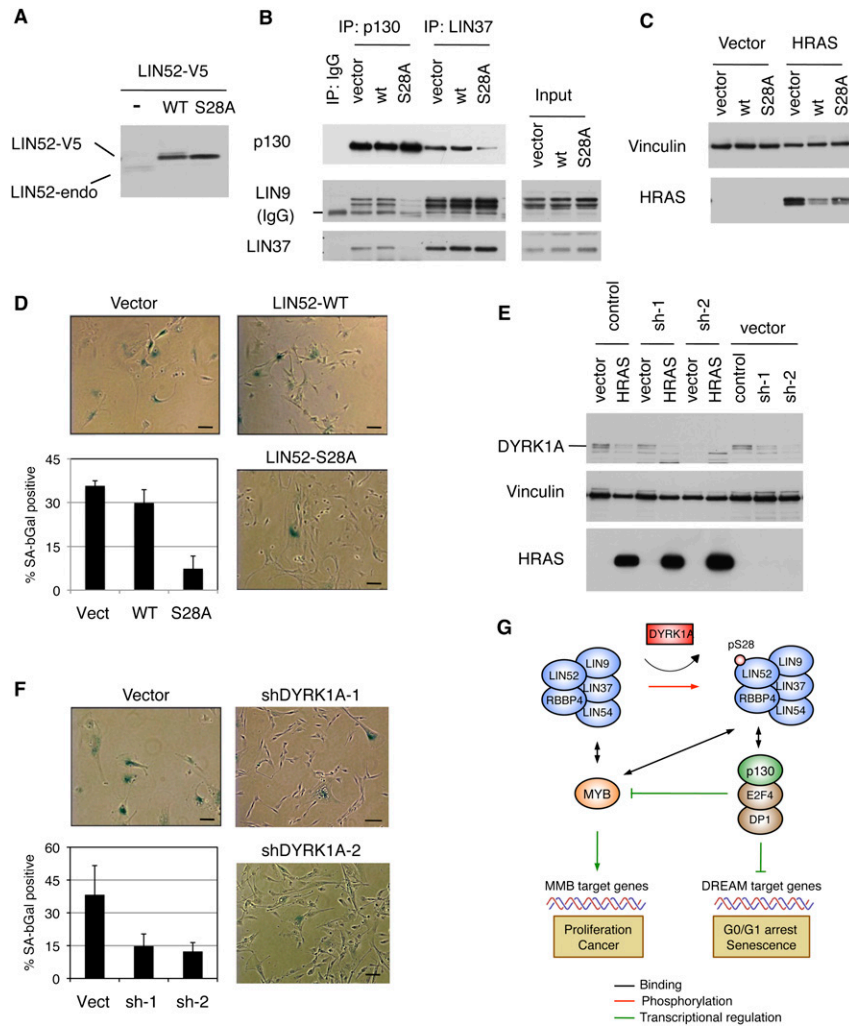 A
LIN52-V5
- WT S28A
LIN52-V5
LIN52-endo
B
IP: p130 IP: LIN37
IP: IgG vector wt S28A vector wt S28A
Input
vector wt S28A
p130
LIN9
(IgG)
LIN37
C
Vector HRAS
vector wt S28A vector wt S28A
Vinculin
HRAS
D
Vector LIN52-WT
LIN52-S28A
% SA-bGal positive
45
30
15
0
Vect WT S28A
E
control sh-1 sh-2 vector
vector HRAS vector HRAS vector HRAS control sh-1 sh-2
DYRK1A
Vinculin
HRAS
F
Vector shDYRK1A-1
shDYRK1A-2
% SA-bGal positive
60
45
30
15
0
Vect sh-1 sh-2
G
DYRK1A
pS28
LIN9 LIN9
LIN52 LIN52
LIN37 LIN37
RBBP4 RBBP4
LIN54 LIN54
p130
MYB E2F4
DP1
MMB target genes DREAM target genes
Proliferation G0/G1 arrest
Cancer Senescence
Binding
Phosphorylation
Transcriptional regulation